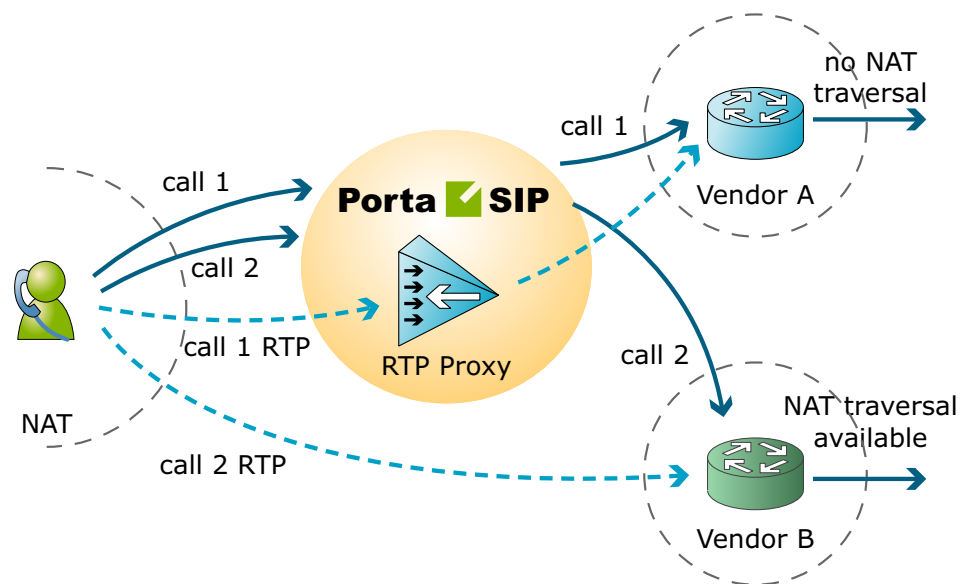 no NAT
traversal
call 1
Vendor A
call 1
Porta SIP
call 2
call 1 RTP
RTP Proxy
call 2
NAT
NAT traversal
available
call 2 RTP
Vendor B